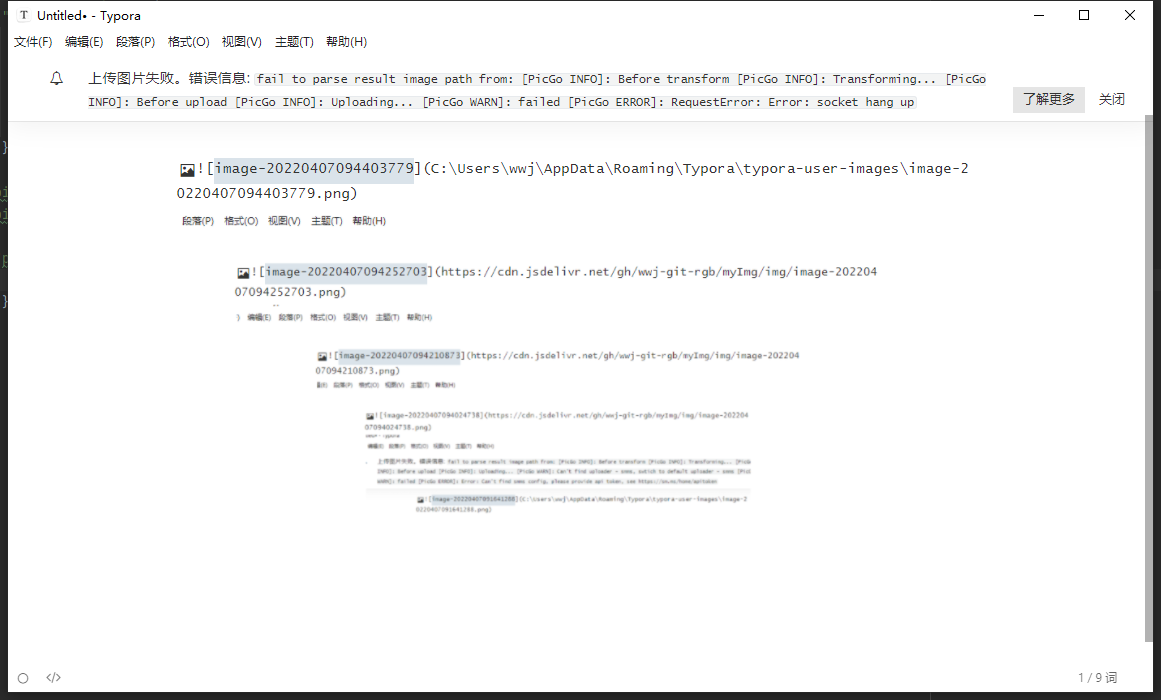 Untitled• - Typora
文件(F) 编辑(E) 段落(P) 格式(O) 视图(V) 主题(T) 帮助(H)
上传图片失败。错误信息: fail to parse result image path from: [PicGo INFO]: Before transform [PicGo INFO]: Transforming... [PicGo
INFO]: Before upload [PicGo INFO]: Uploading... [PicGo WARN]: failed [PicGo ERROR]: RequestError: Error: socket hang up
了解更多 关闭
![image-20220407094403779](C:\Users\wwj\AppData\Roaming\Typora\typora-user-images\image-2
0220407094403779.png)
段落(P) 格式(O) 视图(V) 主题(T) 帮助(H)
![image-20220407094252703](https://cdn.jsdelivr.net/gh/wwj-git-rgb/myImg/img/image-202204
07094252703.png)
) 编辑(E) 段落(P) 格式(O) 视图(V) 主题(T) 帮助(H)
![image-20220407094210873](https://cdn.jsdelivr.net/gh/wwj-git-rgb/myImg/img/image-202204
07094210873.png)
段落(P) 格式(O) 视图(V) 主题(T) 帮助(H)
![image-20220407094024738](https://cdn.jsdelivr.net/gh/wwj-git-rgb/myImg/img/image-202204
07094024738.png)
编辑(E) 段落(P) 格式(O) 视图(V) 主题(T) 帮助(H)
上传图片失败。错误信息: fail to parse result image path from: [PicGo INFO]: Before transform [PicGo INFO]: Transforming... [PicG
INFO]: Before upload [PicGo INFO]: Uploading... [PicGo WARN]: Can't find uploader - smms, switch to default uploader - smms [PicG
WARN]: failed [PicGo ERROR]: Error: Can't find smms config, please provide api token, see https://sm.ms/home/apitoken
![image-20220407091641288](C:\Users\wwj\AppData\Roaming\Typora\typora-user-images\image-2
0220407091641288.png)
</> 1 / 9 词